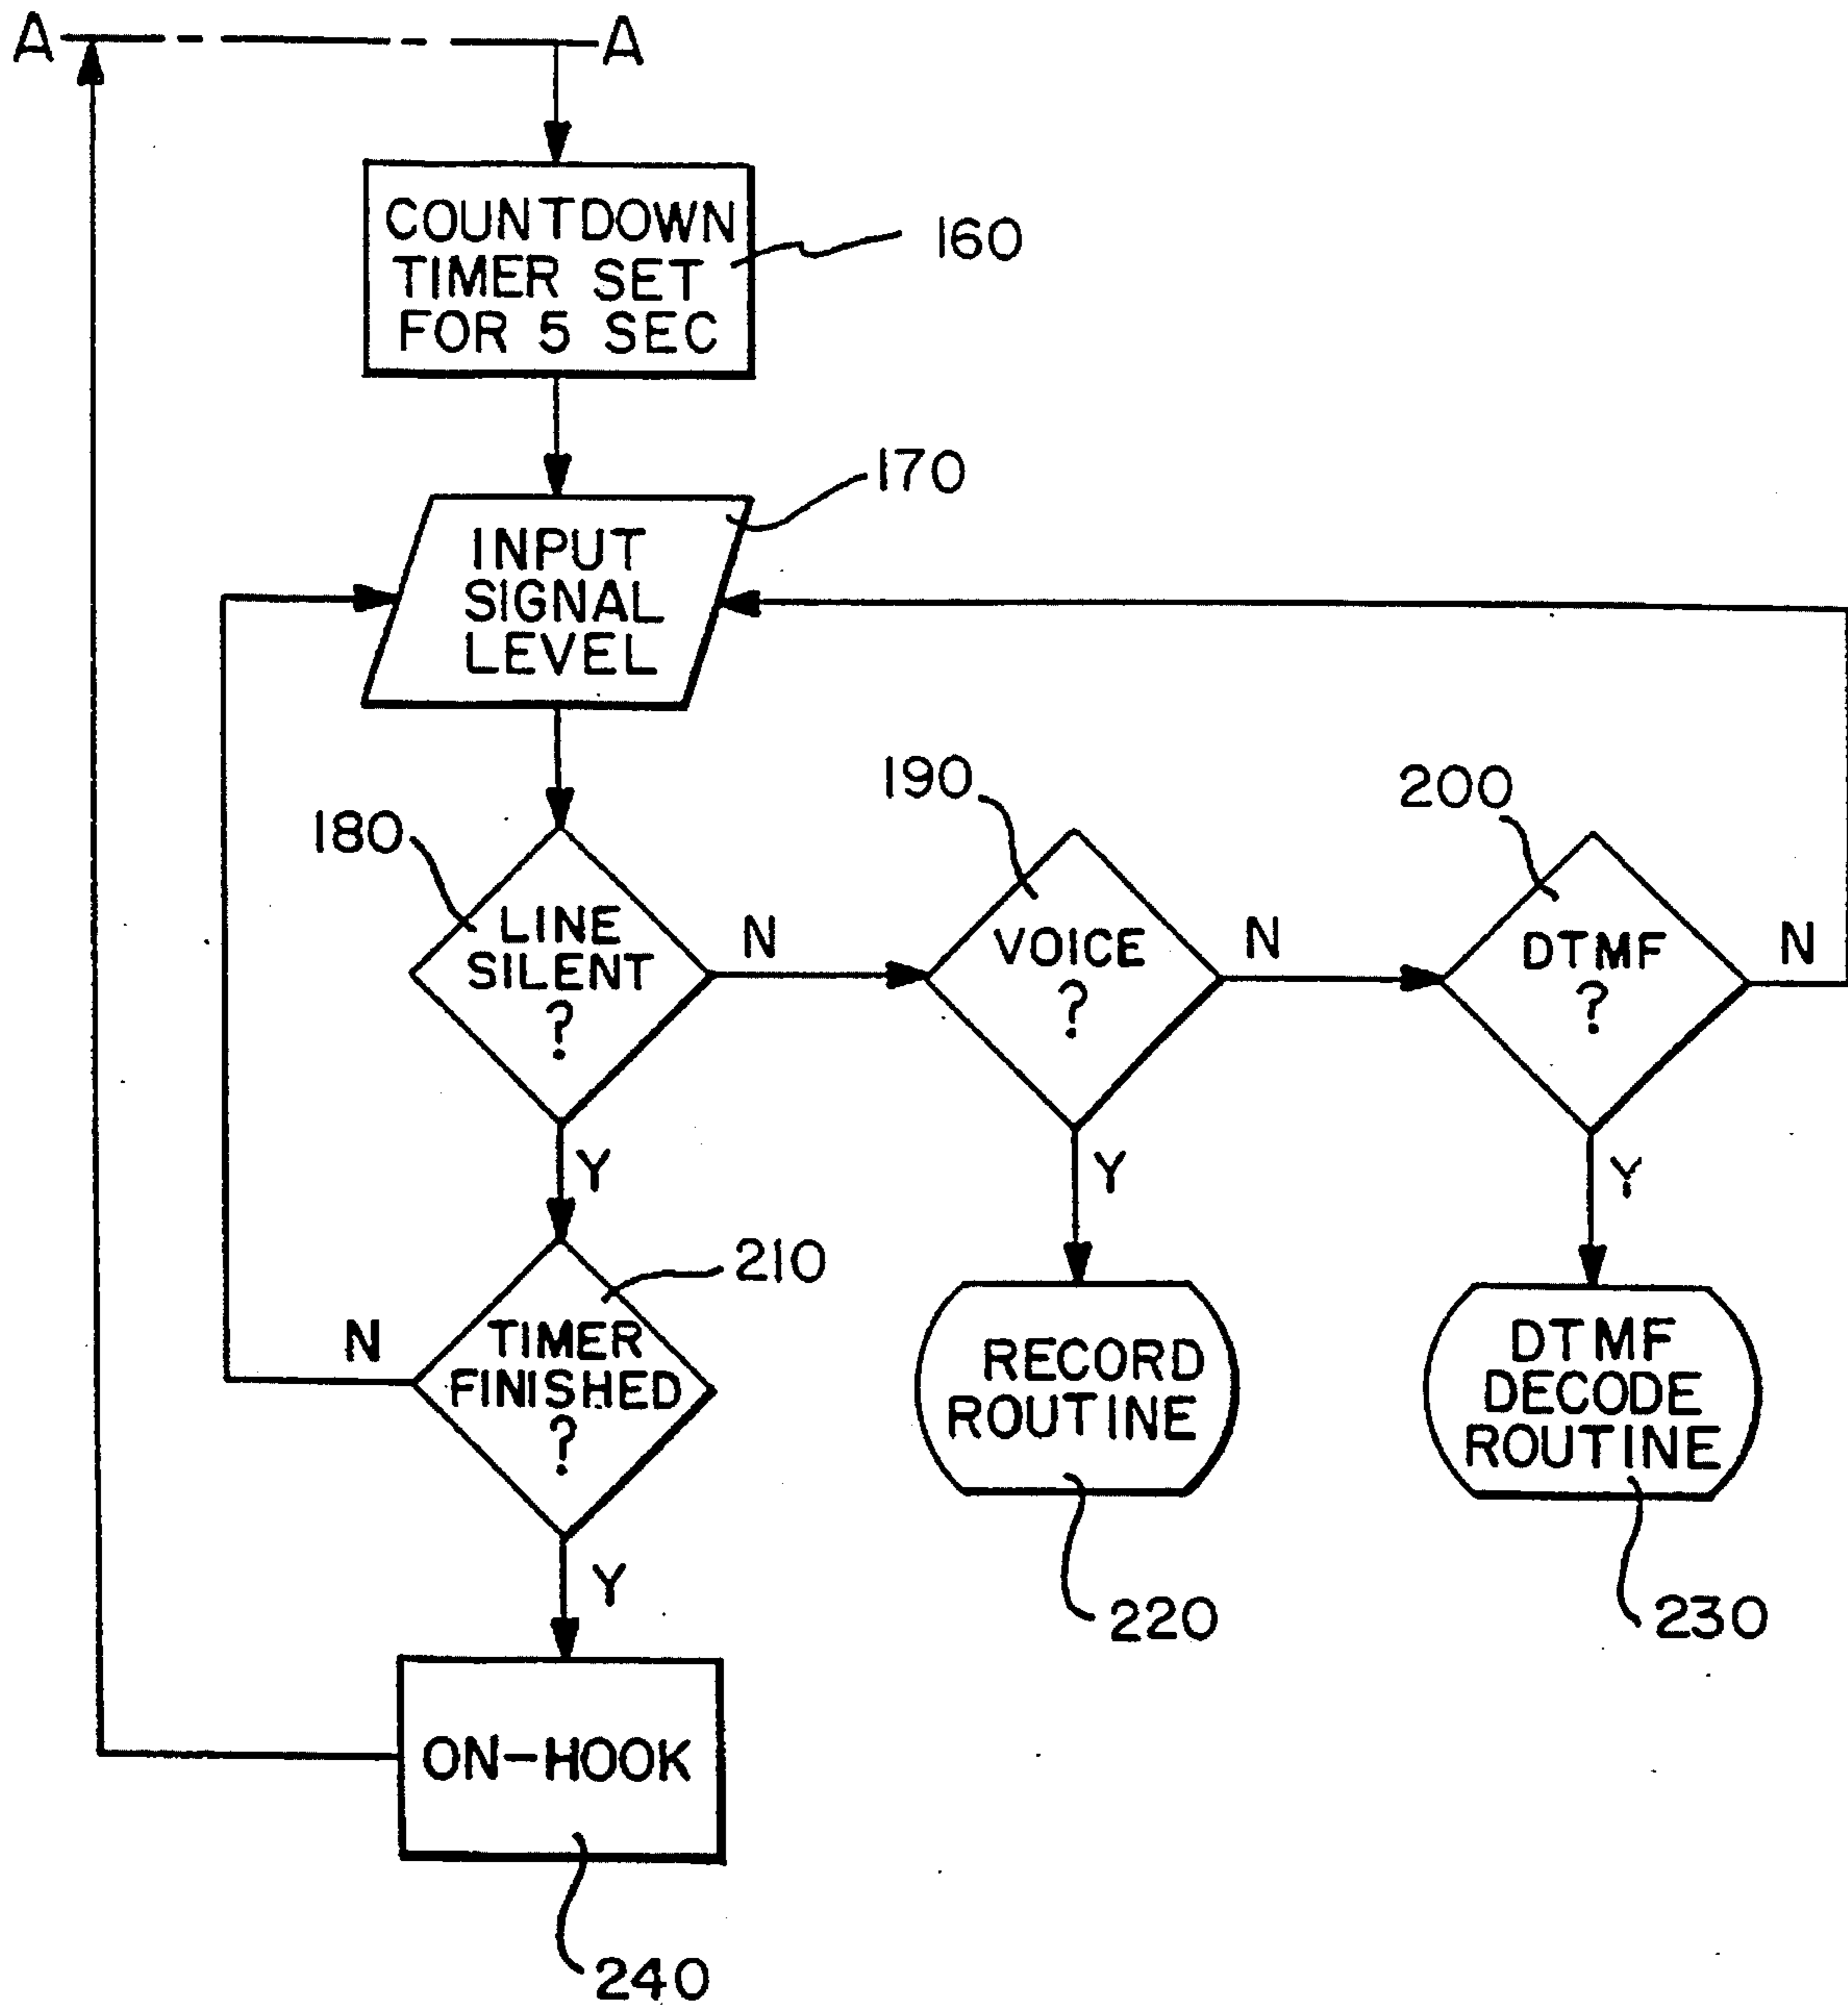 A A
COUNTDOWN
TIMER SET
FOR 5 SEC
160
INPUT
SIGNAL
LEVEL
170
180
LINE
SILENT
?
N
Y
190
VOICE
?
N
Y
200
DTMF
?
N
Y
210
TIMER
FINISHED
?
N
Y
RECORD
ROUTINE
220
DTMF
DECODE
ROUTINE
230
ON-HOOK
240